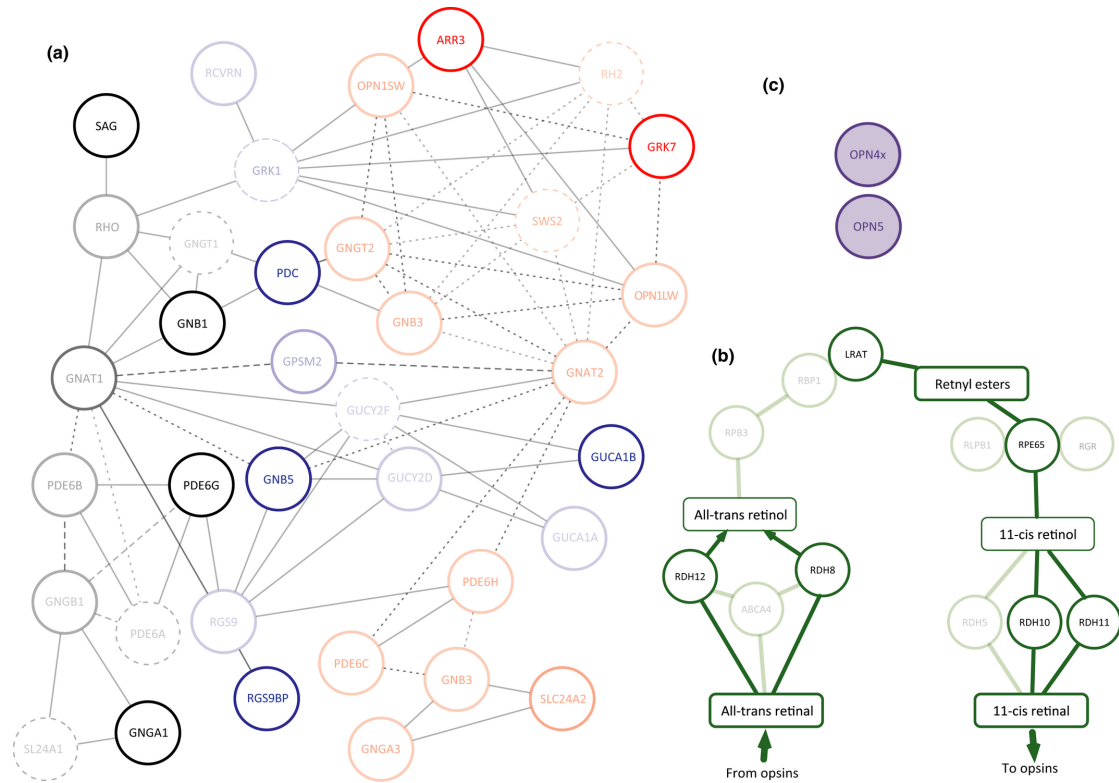 (a)
ARR3
RCVRN
OPN1SW
RH2
(c)
SAG
GRK7
OPN4x
GRK1
RHO
GNGT1
SWS2
OPN5
PDC
GNGT2
OPN1LW
GNB1
GNB3
GNAT1
GPSM2
GNAT2
(b)
LRAT
RBP1
Retnyl esters
GUCY2F
RPB3
RLPB1
RPE65
RGR
GUCA1B
PDE6B
PDE6G
GNB5
GUCY2D
All-trans retinol
11-cis retinol
GUCA1A
RDH12
RDH8
PDE6H
GNGB1
ABCA4
PDE6A
RGS9
RDH5
RDH10
RDH11
PDE6C
GNB3
RGS9BP
SLC24A2
All-trans retinal
11-cis retinal
GNGA1
SL24A1
GNGA3
From opsins
To opsins